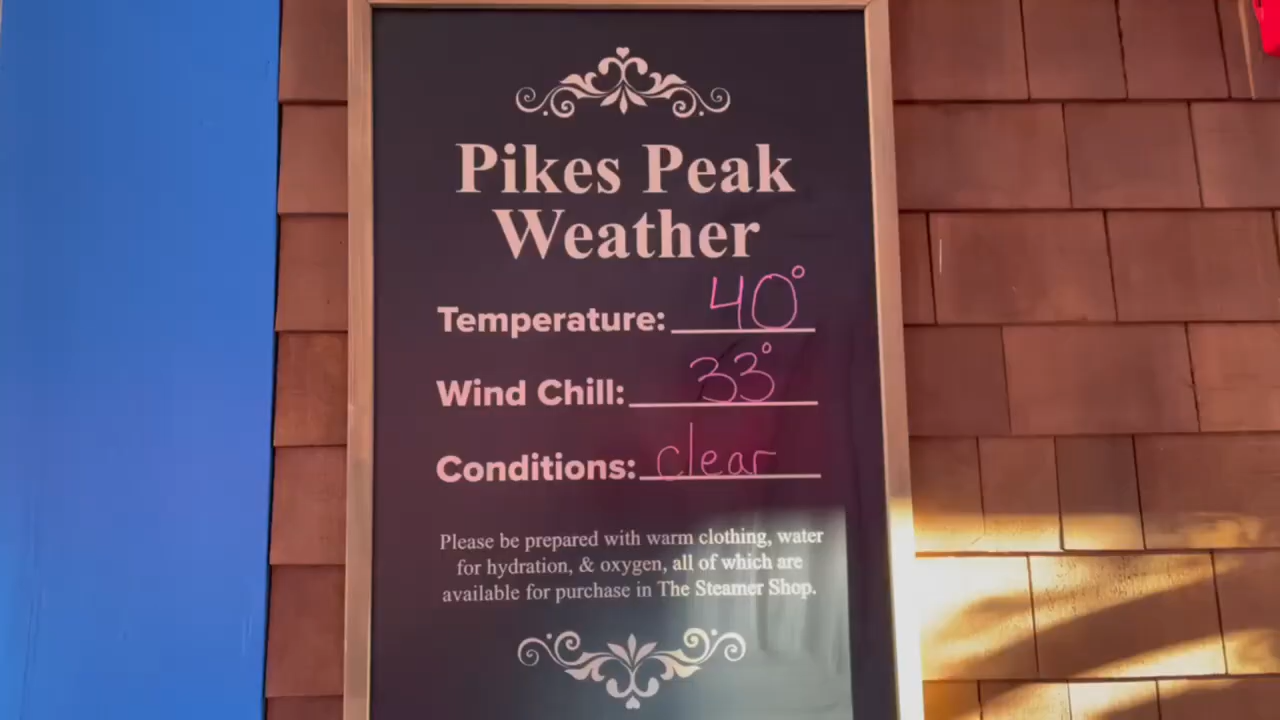 Pikes Peak
Weather
Temperature: 40°
Wind Chill: 33°
Conditions: clear
Please be prepared with warm clothing, water
for hydration, & oxygen, all of which are
available for purchase in The Steamer Shop.